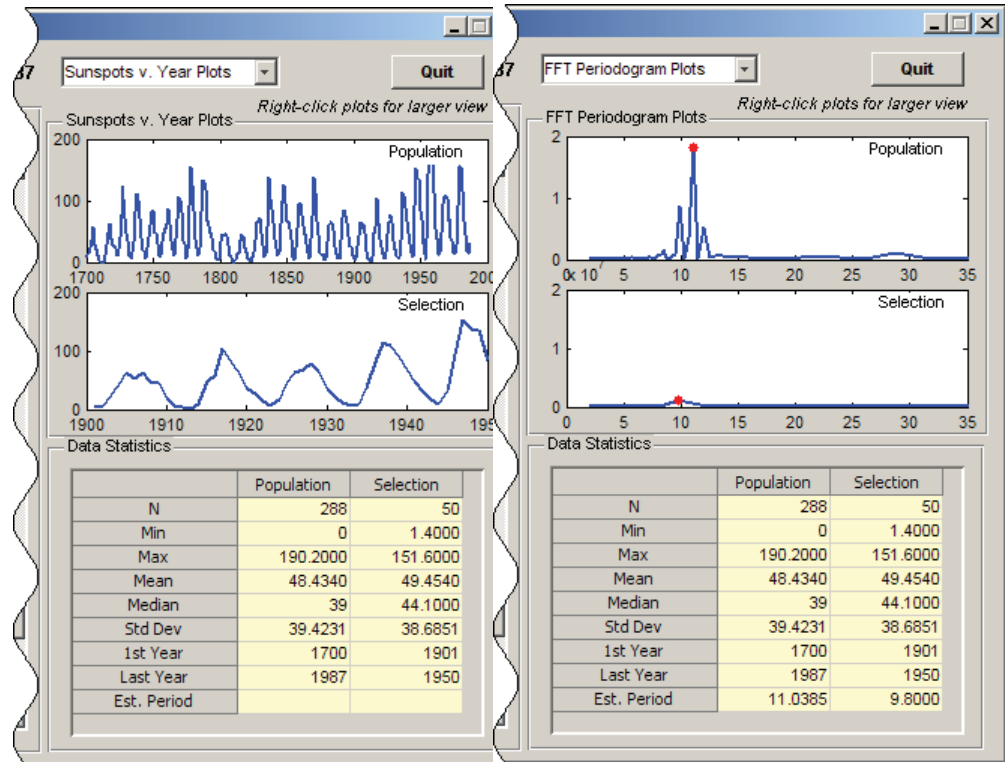 37
Sunspots v. Year Plots
Quit
Right-click plots for larger view
Sunspots v. Year Plots
200
Population
100
0
1700 1750 1800 1850 1900 1950 200
200
Selection
100
0
1900 1910 1920 1930 1940 195
Data Statistics
Population Selection
N 288 50
Min 0 1.4000
Max 190.2000 151.6000
Mean 48.4340 49.4540
Median 39 44.1000
Std Dev 39.4231 38.6851
1st Year 1700 1901
Last Year 1987 1950
Est. Period
37
FFT Periodogram Plots
Quit
Right-click plots for larger view
FFT Periodogram Plots
2
Population
1
0
0 x 10^7 5 10 15 20 25 30 35
2
Selection
1
0
0 5 10 15 20 25 30 35
Data Statistics
Population Selection
N 288 50
Min 0 1.4000
Max 190.2000 151.6000
Mean 48.4340 49.4540
Median 39 44.1000
Std Dev 39.4231 38.6851
1st Year 1700 1901
Last Year 1987 1950
Est. Period 11.0385 9.8000